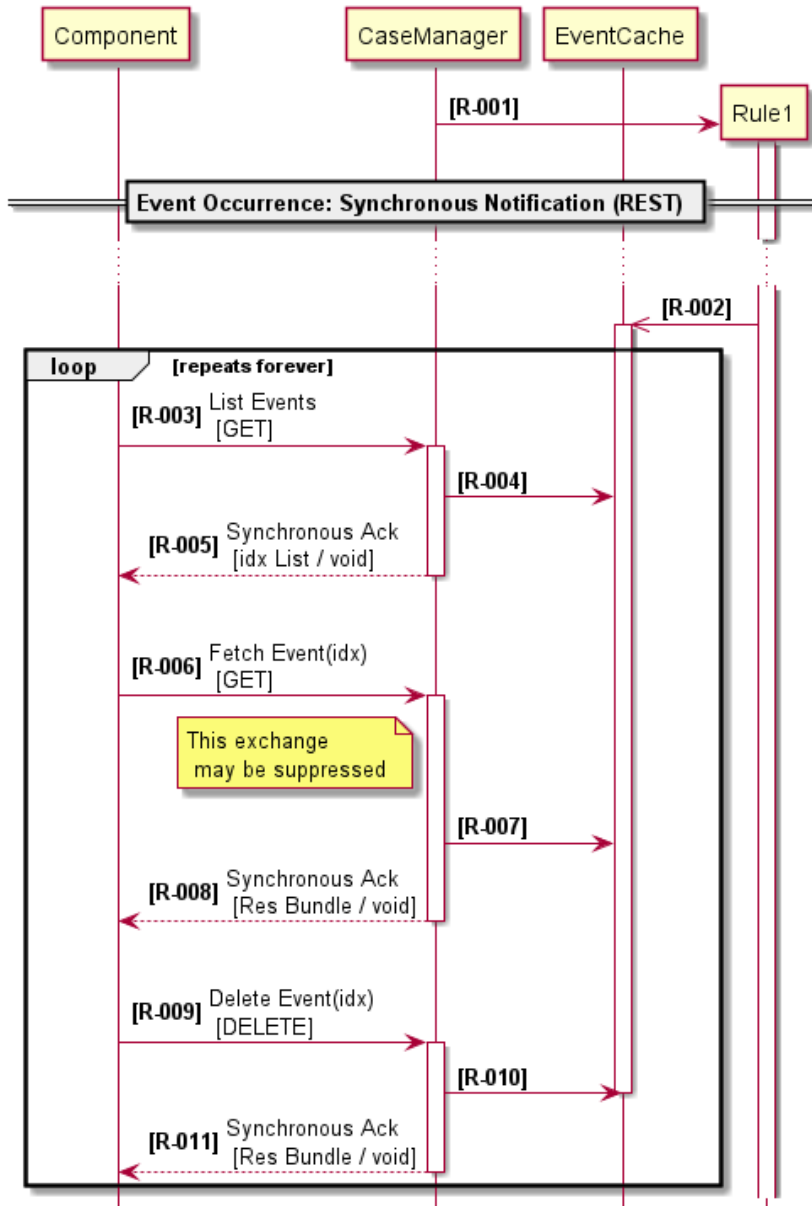 Component
CaseManager
EventCache
[R-001]
Rule1
Event Occurrence: Synchronous Notification (REST)
[R-002]
loop
[repeats forever]
[R-003] List Events
[GET]
[R-004]
[R-005] Synchronous Ack
[idx List / void]
[R-006] Fetch Event(idx)
[GET]
This exchange
may be suppressed
[R-007]
[R-008] Synchronous Ack
[Res Bundle / void]
[R-009] Delete Event(idx)
[DELETE]
[R-010]
[R-011] Synchronous Ack
[Res Bundle / void]